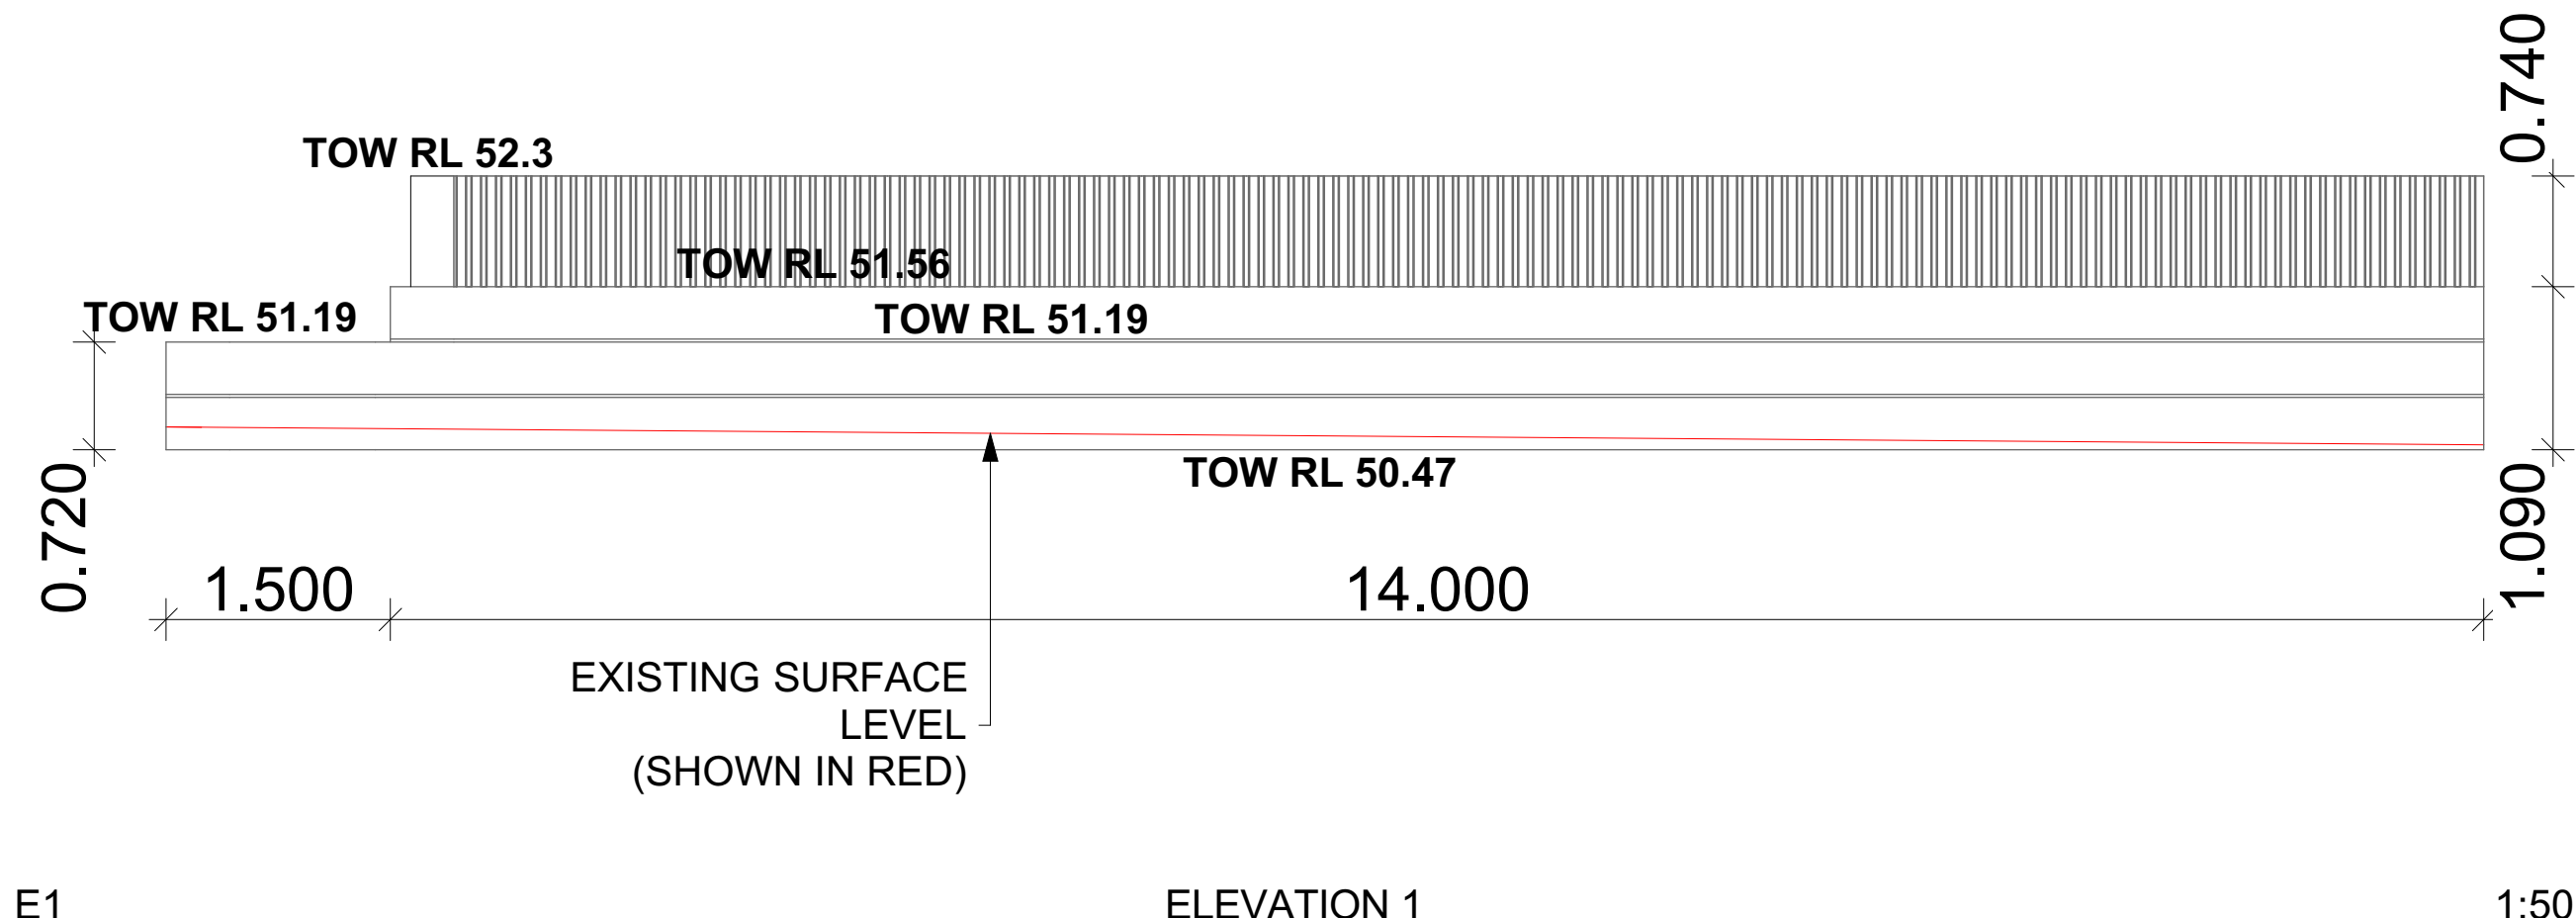 0.740
TOW RL 52.3
TOW RL 51.56
TOW RL 51.19
TOW RL 51.19
TOW RL 50.47
0.720
1.090
1.500
14.000
EXISTING SURFACE
LEVEL
(SHOWN IN RED)
E1
ELEVATION 1
1:50